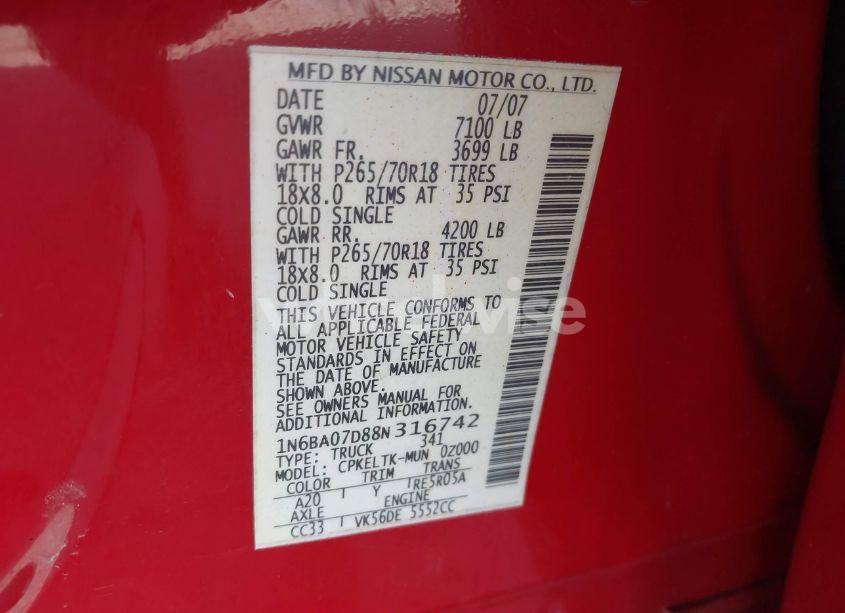 MFD BY NISSAN MOTOR CO., LTD.
DATE 07/07
GVWR 7100 LB
GAWR FR. 3699 LB
WITH P265/70R18 TIRES
18X8.0 RIMS AT 35 PSI
COLD SINGLE
GAWR RR. 4200 LB
WITH P265/70R18 TIRES
18X8.0 RIMS AT 35 PSI
COLD SINGLE
THIS VEHICLE CONFORMS TO
ALL APPLICABLE FEDERAL
MOTOR VEHICLE SAFETY
STANDARDS IN EFFECT ON
THE DATE OF MANUFACTURE
SHOWN ABOVE.
SEE OWNERS MANUAL FOR
ADDITIONAL INFORMATION.
1N6BA07D88N316742
TYPE: TRUCK 341
MODEL: CPKELTK-MUN 0Z000
COLOR TRIM TRANS
A20 Y RE5R05A
AXLE ENGINE
CC33 VK56DE 5552CC